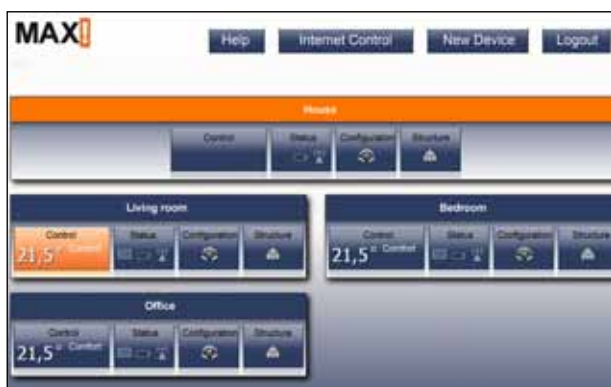 MAX!
Help Internet Control New Device Logout
House
Control Status Configuration Structure
Living room
Control Status Configuration Structure
21,5° Comfort
Bedroom
Control Status Configuration Structure
21,5° Comfort
Office
Control Status Configuration Structure
21,5° Comfort